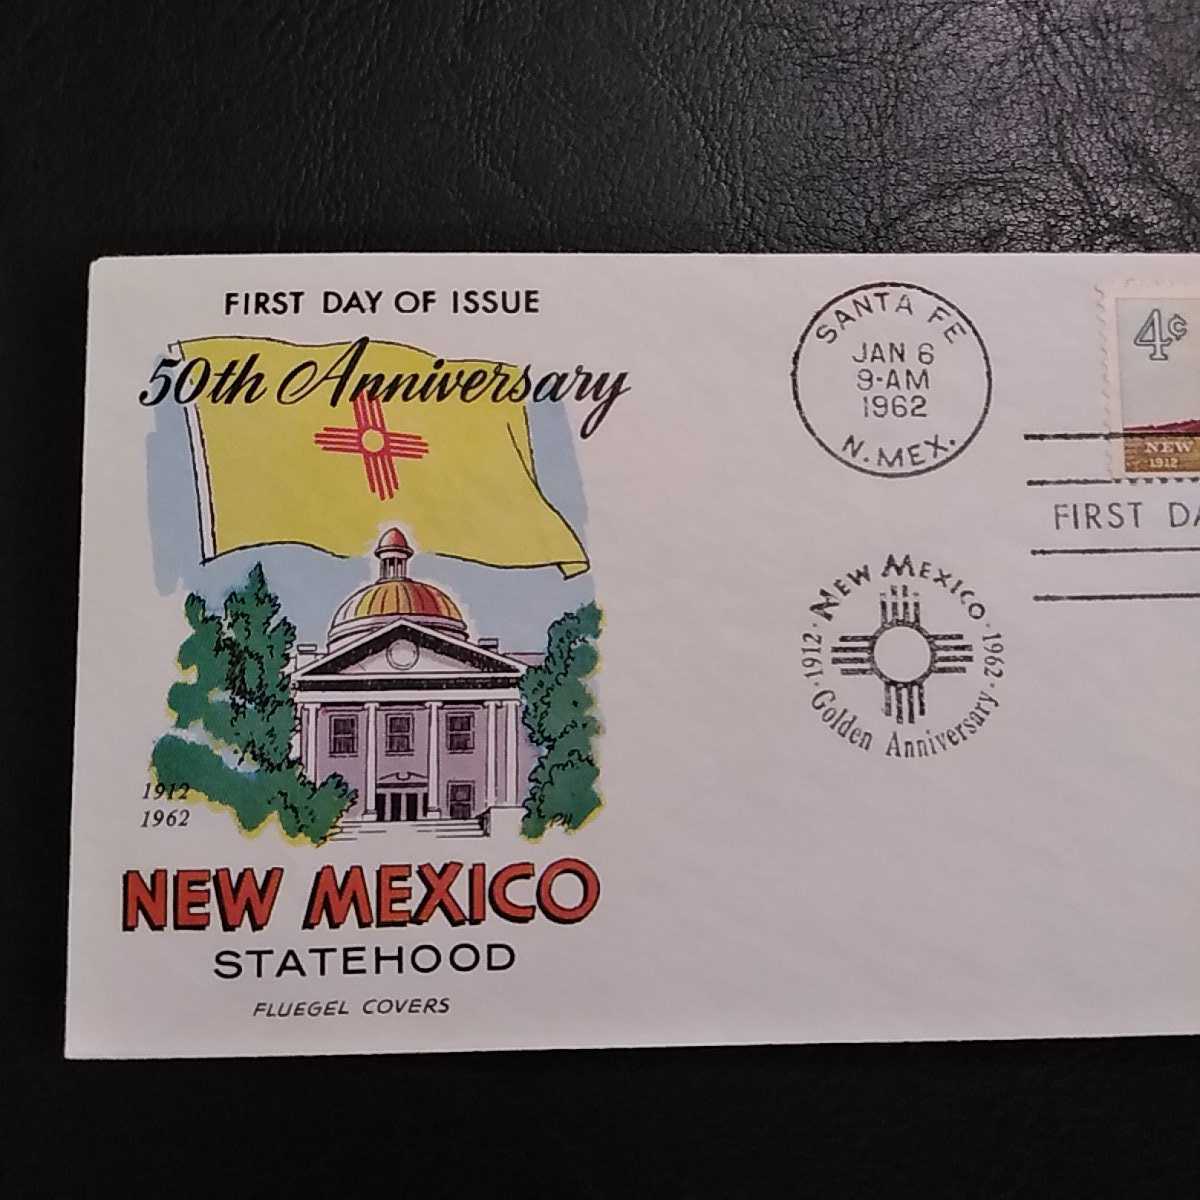 FIRST DAY OF ISSUE
50th Anniversary
1912
1962
PH
NEW MEXICO
STATEHOOD
FLUEGEL COVERS
SANTA FE
JAN 6
9-AM
1962
N. MEX.
NEW MEXICO
· 1912 · 1962 ·
Golden Anniversary
4¢
NEW
1912
FIRST DA